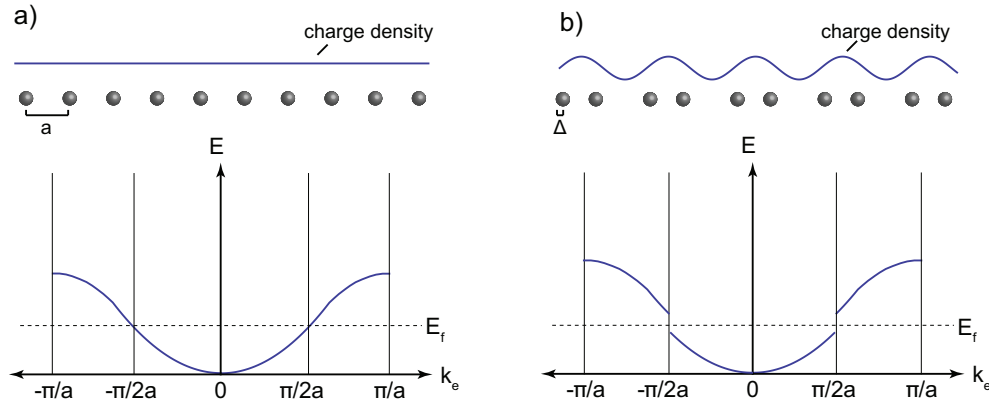 a)
charge density
a
E
E_f
-π/a -π/2a 0 π/2a π/a k_e
b)
charge density
Δ
E
E_f
-π/a -π/2a 0 π/2a π/a k_e